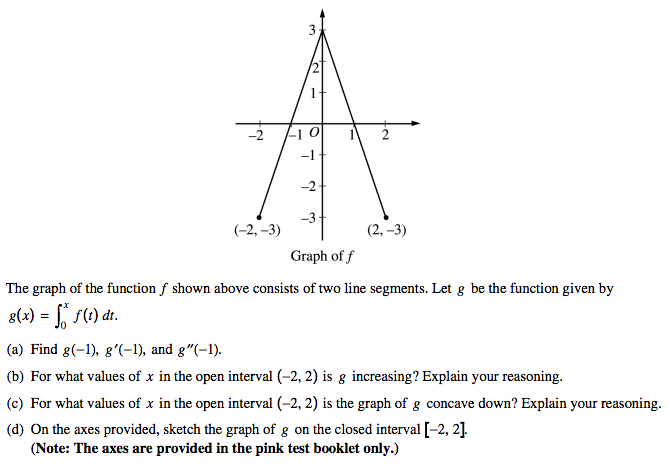 3
2
1
-2 -1 O 1 2
-1
-2
-3
(-2, -3) (2, -3)
Graph of f
The graph of the function f shown above consists of two line segments. Let g be the function given by
g(x) = ∫₀ˣ f(t) dt.
(a) Find g(-1), g′(-1), and g″(-1).
(b) For what values of x in the open interval (-2, 2) is g increasing? Explain your reasoning.
(c) For what values of x in the open interval (-2, 2) is the graph of g concave down? Explain your reasoning.
(d) On the axes provided, sketch the graph of g on the closed interval [-2, 2].
(Note: The axes are provided in the pink test booklet only.)